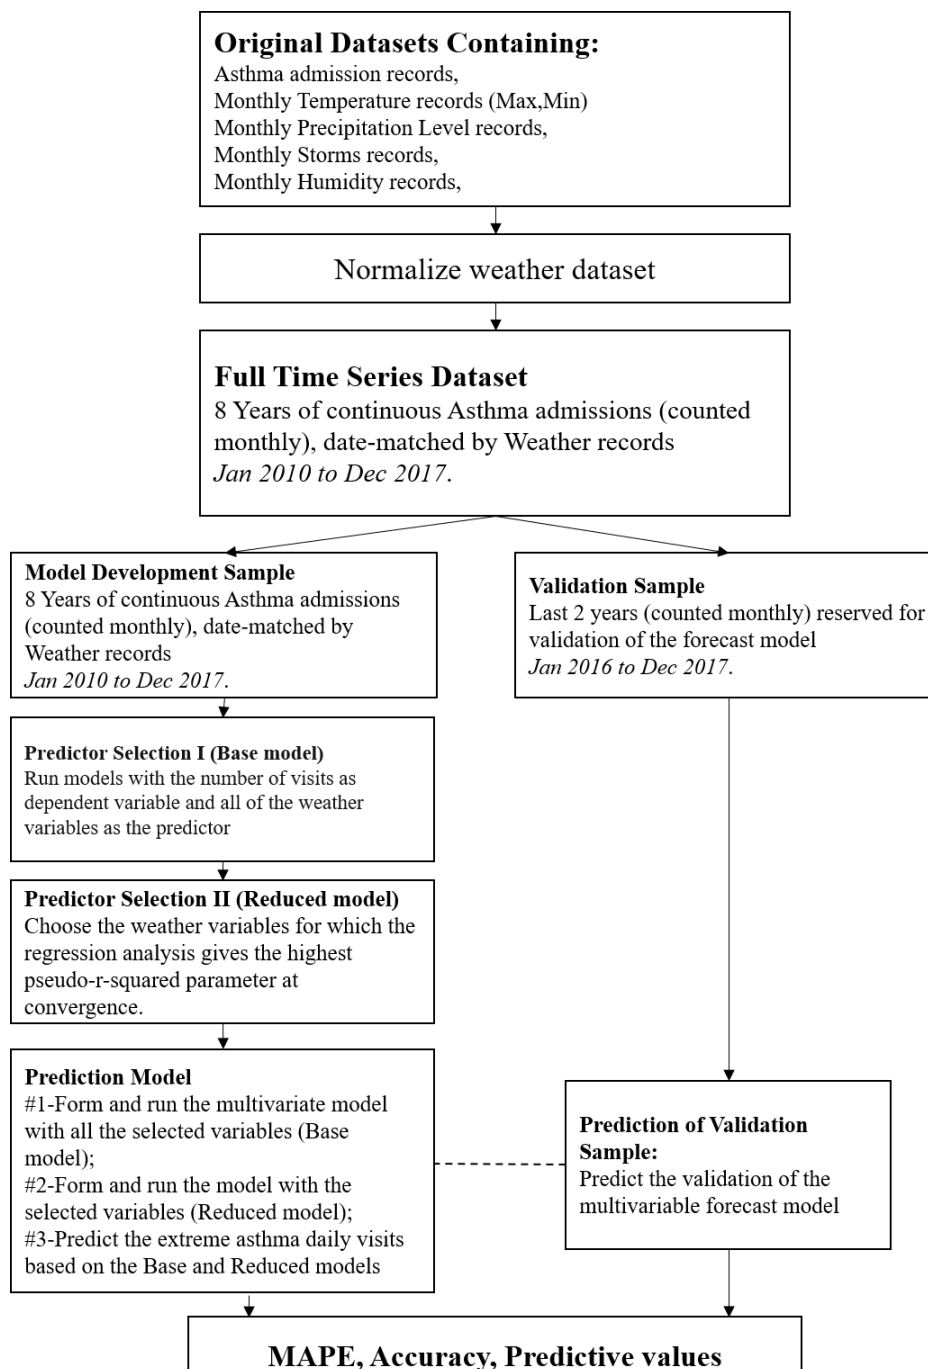 Original Datasets Containing:
Asthma admission records,
Monthly Temperature records (Max,Min)
Monthly Precipitation Level records,
Monthly Storms records,
Monthly Humidity records,
Normalize weather dataset
Full Time Series Dataset
8 Years of continuous Asthma admissions (counted
monthly), date-matched by Weather records
Jan 2010 to Dec 2017.
Model Development Sample
8 Years of continuous Asthma admissions
(counted monthly), date-matched by
Weather records
Jan 2010 to Dec 2017.
Validation Sample
Last 2 years (counted monthly) reserved for
validation of the forecast model
Jan 2016 to Dec 2017.
Predictor Selection I (Base model)
Run models with the number of visits as
dependent variable and all of the weather
variables as the predictor
Predictor Selection II (Reduced model)
Choose the weather variables for which the
regression analysis gives the highest
pseudo-r-squared parameter at
convergence.
Prediction Model
#1-Form and run the multivariate model
with all the selected variables (Base
model);
#2-Form and run the model with the
selected variables (Reduced model);
#3-Predict the extreme asthma daily visits
based on the Base and Reduced models
Prediction of Validation
Sample:
Predict the validation of the
multivariable forecast model
MAPE, Accuracy, Predictive values